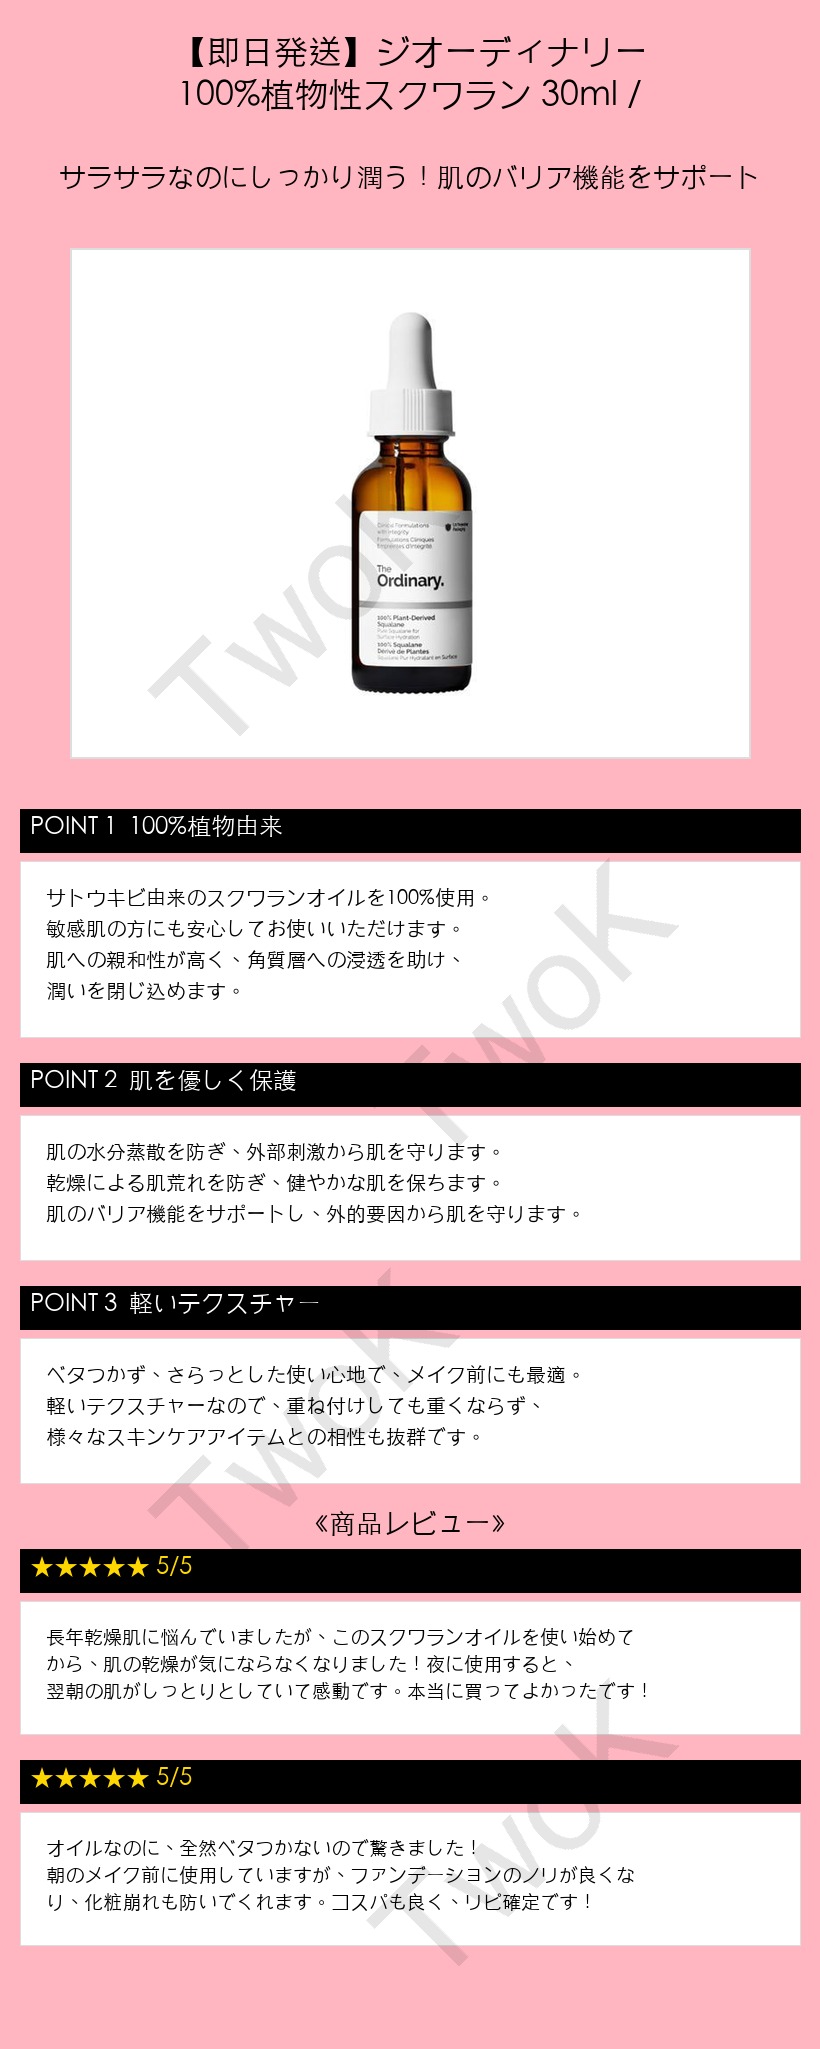 【即日発送】ジオーディナリー
100%植物性スクワラン 30ml /
サラサラなのにしっかり潤う！肌のバリア機能をサポート
Clinical Formulations
with Integrity
Formulations Cliniques
Empreintes d'Intégrité
The
Ordinary.
100% Plant-Derived
Squalane
Pure Squalane for
Surface Hydration
100% Squalane
Dérivé de Plantes
Squalane Pur Hydratant en Surface
TwoK
POINT 1 100%植物由来
サトウキビ由来のスクワランオイルを100%使用。
敏感肌の方にも安心してお使いいただけます。
肌への親和性が高く、角質層への浸透を助け、
潤いを閉じ込めます。
TwoK
POINT 2 肌を優しく保護
肌の水分蒸散を防ぎ、外部刺激から肌を守ります。
乾燥による肌荒れを防ぎ、健やかな肌を保ちます。
肌のバリア機能をサポートし、外的要因から肌を守ります。
POINT 3 軽いテクスチャー
ベタつかず、さらっとした使い心地で、メイク前にも最適。
軽いテクスチャーなので、重ね付けしても重くならず、
様々なスキンケアアイテムとの相性も抜群です。
TwoK
《商品レビュー》
★★★★★ 5/5
長年乾燥肌に悩んでいましたが、このスクワランオイルを使い始めて
から、肌の乾燥が気にならなくなりました！夜に使用すると、
翌朝の肌がしっとりとしていて感動です。本当に買ってよかったです！
★★★★★ 5/5
オイルなのに、全然ベタつかないので驚きました！
朝のメイク前に使用していますが、ファンデーションのノリが良くな
り、化粧崩れも防いでくれます。コスパも良く、リピ確定です！
TwoK